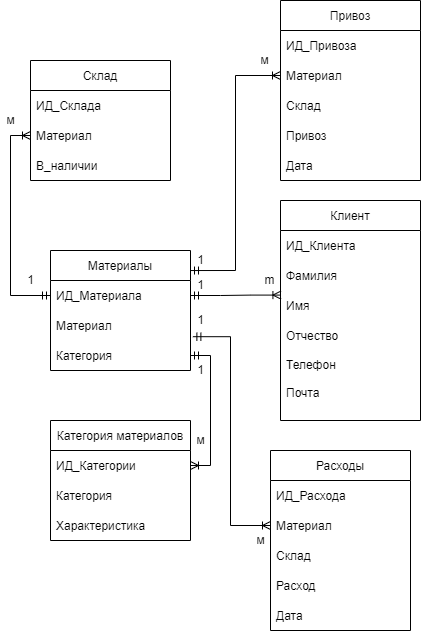 Привоз
ИД_Привоза
Материал
Склад
Привоз
Дата
м
Склад
ИД_Склада
Материал
В_наличии
м
Клиент
ИД_Клиента
Фамилия
Имя
Отчество
Телефон
Почта
m
Материалы
ИД_Материала
Материал
Категория
1
1
1
1
1
Категория материалов
ИД_Категории
Категория
Характеристика
м
Расходы
ИД_Расхода
Материал
Склад
Расход
Дата
м